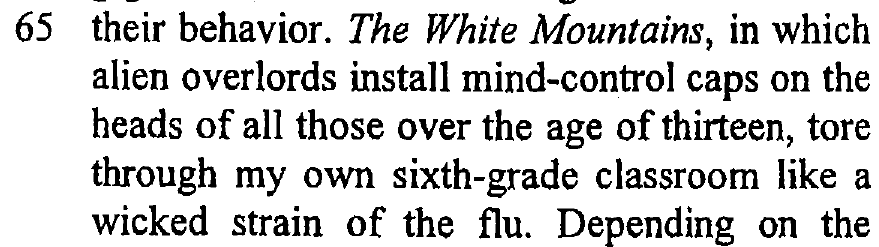 65 their behavior. The White Mountains, in which
alien overlords install mind-control caps on the
heads of all those over the age of thirteen, tore
through my own sixth-grade classroom like a
wicked strain of the flu. Depending on the